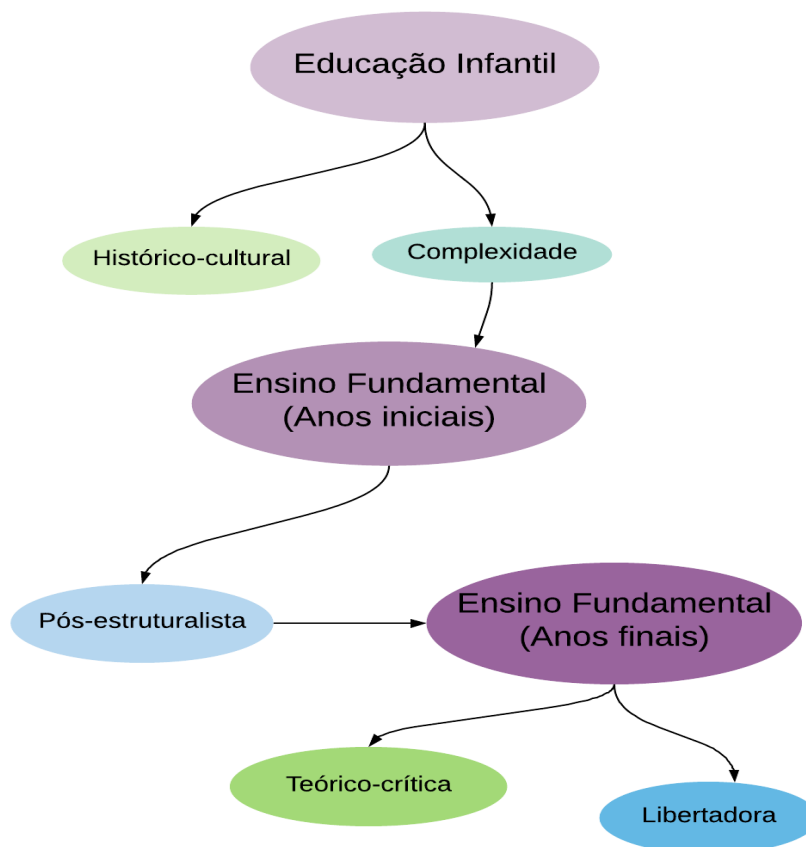 Educação Infantil
Histórico-cultural
Complexidade
Ensino Fundamental
(Anos iniciais)
Pós-estruturalista
Ensino Fundamental
(Anos finais)
Teórico-crítica
Libertadora